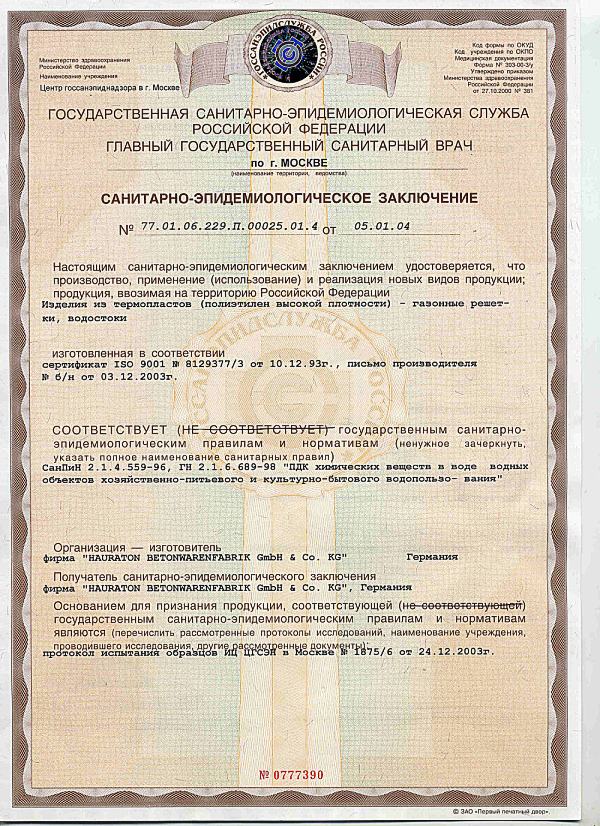 ГОССАНЭПИДСЛУЖБА РОССИИ
Министерство здравоохранения
Российской Федерации
Наименование учреждения
Центр госсанэпиднадзора в г. Москве
Код формы по ОКУД
Код учреждения по ОКПО
Медицинская документация
Форма № 303-00-3/у
Утверждено приказом
Министерства здравоохранения
Российской Федерации
от 27.10.2000 № 381
ГОСУДАРСТВЕННАЯ САНИТАРНО-ЭПИДЕМИОЛОГИЧЕСКАЯ СЛУЖБА
РОССИЙСКОЙ ФЕДЕРАЦИИ
ГЛАВНЫЙ ГОСУДАРСТВЕННЫЙ САНИТАРНЫЙ ВРАЧ
по г. МОСКВЕ
(наименование территории, ведомства)
САНИТАРНО-ЭПИДЕМИОЛОГИЧЕСКОЕ ЗАКЛЮЧЕНИЕ
№ 77.01.06.229.П.00025.01.4 от 05.01.04
Настоящим санитарно-эпидемиологическим заключением удостоверяется, что
производство, применение (использование) и реализация новых видов продукции;
продукция, ввозимая на территорию Российской Федерации
Изделия из термопластов (полиэтилен высокой плотности) - газонные решет-
ки, водостоки
изготовленная в соответствии
сертификат ISO 9001 № 8129377/3 от 10.12.93г., письмо производителя
№ б/н от 03.12.2003г.
СООТВЕТСТВУЕТ (НЕ СООТВЕТСТВУЕТ) государственным санитарно-
эпидемиологическим правилам и нормативам (ненужное зачеркнуть,
указать полное наименование санитарных правил)
СанПиН 2.1.4.559-96, ГН 2.1.6.689-98 "ПДК химических веществ в воде водных
объектов хозяйственно-питьевого и культурно-бытового водопользо- вания"
Организация — изготовитель
фирма "HAURATON BETONWARENFABRIK GmbH & Co. KG" Германия
Получатель санитарно-эпидемиологического заключения
фирма "HAURATON BETONWARENFABRIK GmbH & Co. KG", Германия
Основанием для признания продукции, соответствующей (не соответствующей)
государственным санитарно-эпидемиологическим правилам и нормативам
являются (перечислить рассмотренные протоколы исследований, наименование учреждения,
проводившего исследования, другие рассмотренные документы):
протокол испытания образцов ИЦ ЦГСЭН в Москве № 1875/6 от 24.12.2003г.
№ 0777390
© ЗАО «Первый печатный двор».